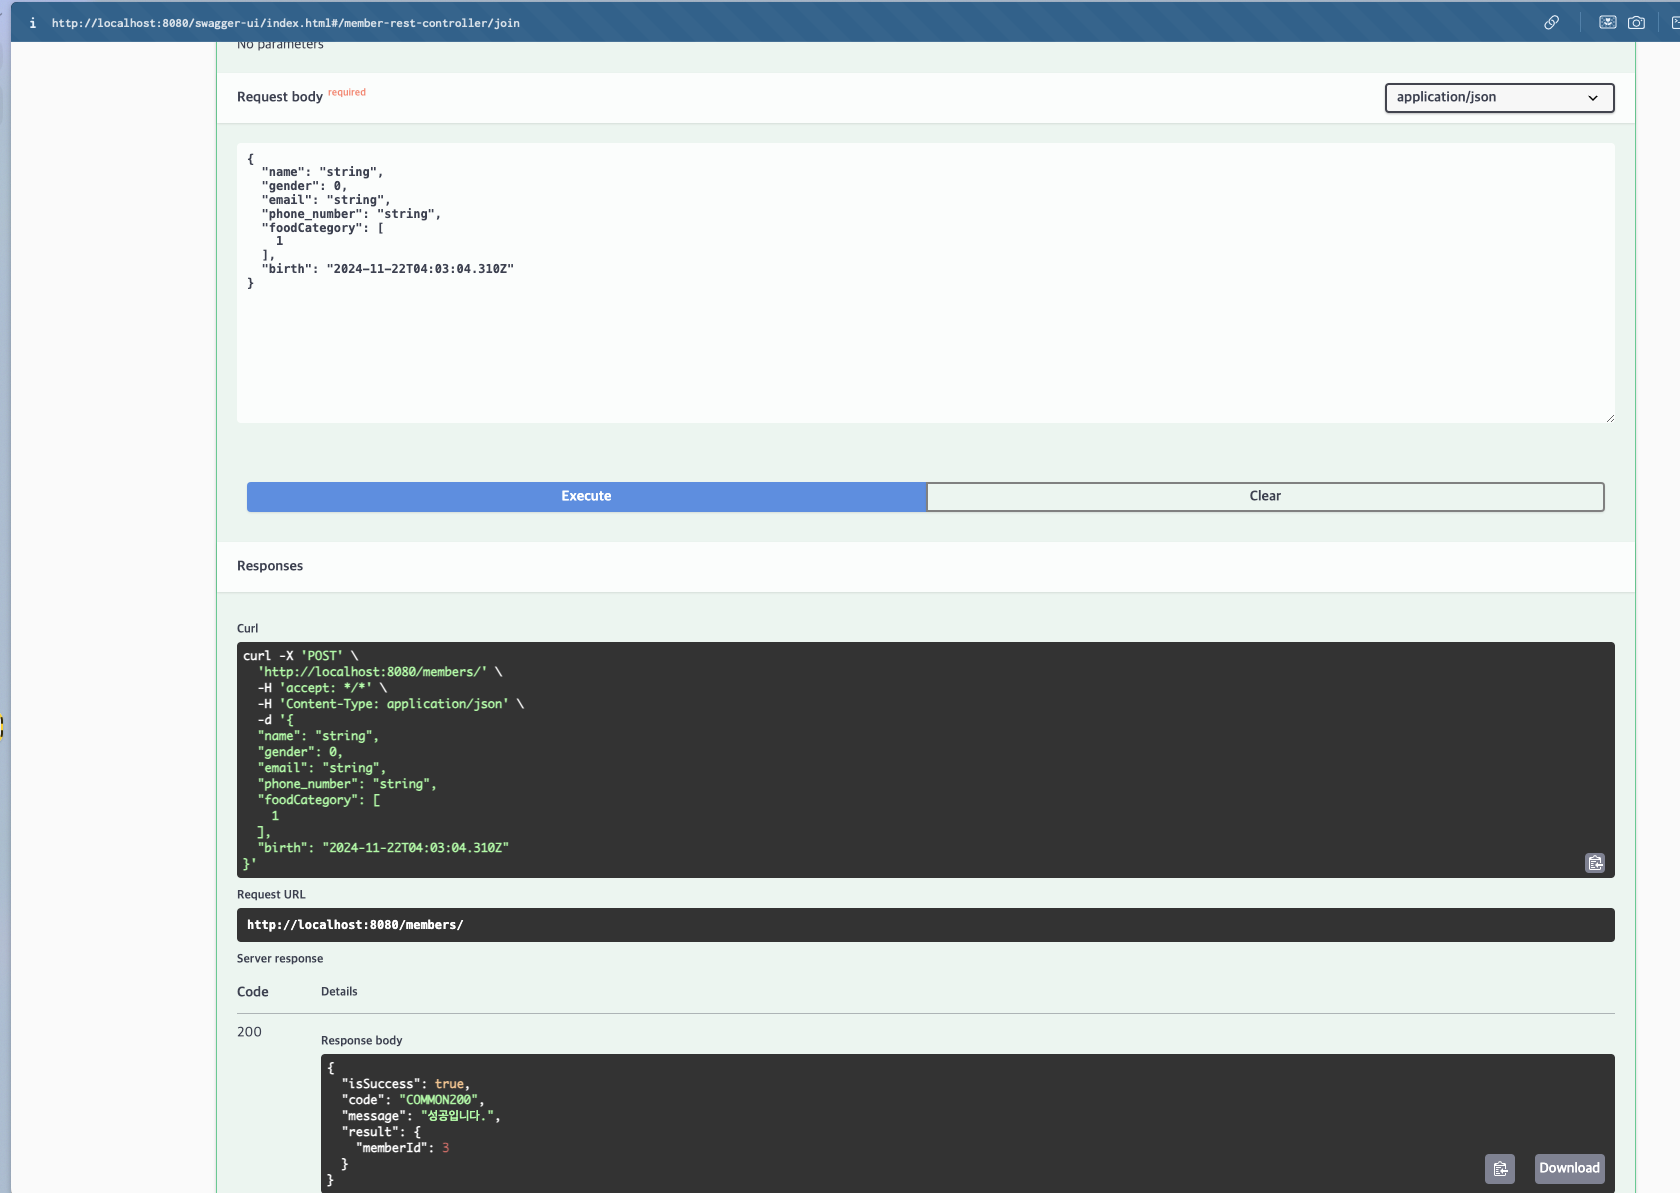 i http://localhost:8080/swagger-ui/index.html#/member-rest-controller/join
No parameters
Request body required
application/json
{
  "name": "string",
  "gender": 0,
  "email": "string",
  "phone_number": "string",
  "foodCategory": [
    1
  ],
  "birth": "2024-11-22T04:03:04.310Z"
}
Execute
Clear
Responses
Curl
curl -X 'POST' \
  'http://localhost:8080/members/' \
  -H 'accept: */*' \
  -H 'Content-Type: application/json' \
  -d '{
  "name": "string",
  "gender": 0,
  "email": "string",
  "phone_number": "string",
  "foodCategory": [
    1
  ],
  "birth": "2024-11-22T04:03:04.310Z"
}'
Request URL
http://localhost:8080/members/
Server response
Code Details
200
Response body
{
  "isSuccess": true,
  "code": "COMMON200",
  "message": "성공입니다.",
  "result": {
    "memberId": 3
  }
}
Download